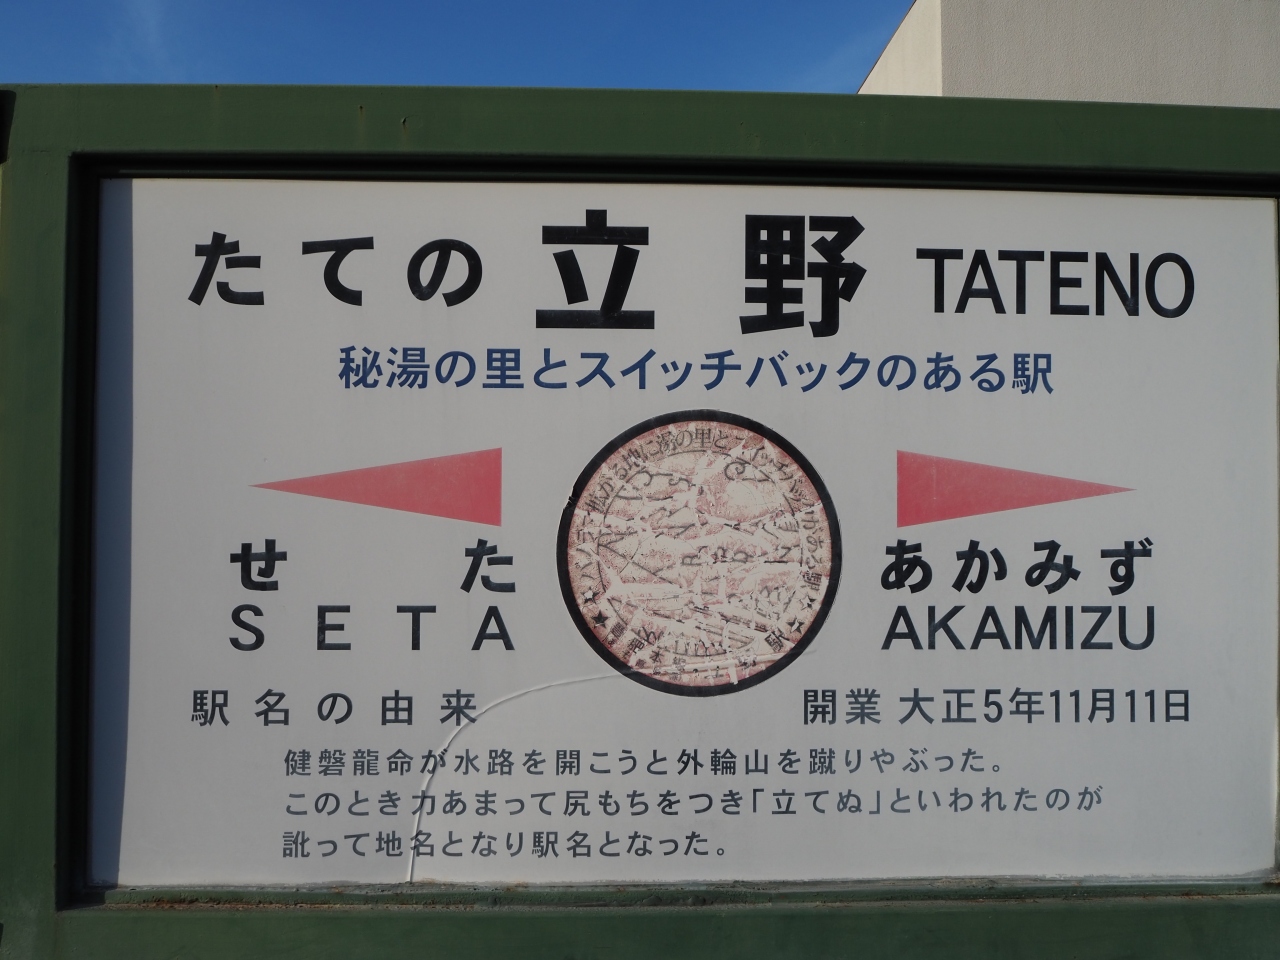 たての 立野 TATENO
秘湯の里とスイッチバックのある駅
せた
SETA
あかみず
AKAMIZU
駅名の由来
開業 大正5年11月11日
健磐龍命が水路を開こうと外輪山を蹴りやぶった。
このとき力あまって尻もちをつき「立てぬ」といわれたのが
訛って地名となり駅名となった。